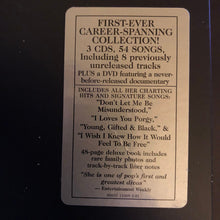 FIRST-EVER
CAREER-SPANNING
COLLECTION!
3 CDS, 54 SONGS,
Including 8 previously
unreleased tracks
PLUS a DVD featuring a never-
before-released documentary
INCLUDES ALL HER CHARTING
HITS AND SIGNATURE SONGS:
"Don't Let Me Be
Misunderstood,"
"I Loves You Porgy,"
"Young, Gifted & Black," &
"I Wish I Knew How It Would
Feel To Be Free"
48-page deluxe book includes
rare family photos and
track-by-track liner notes
"She is one of pop's first and
greatest divas"
— Entertainment Weekly